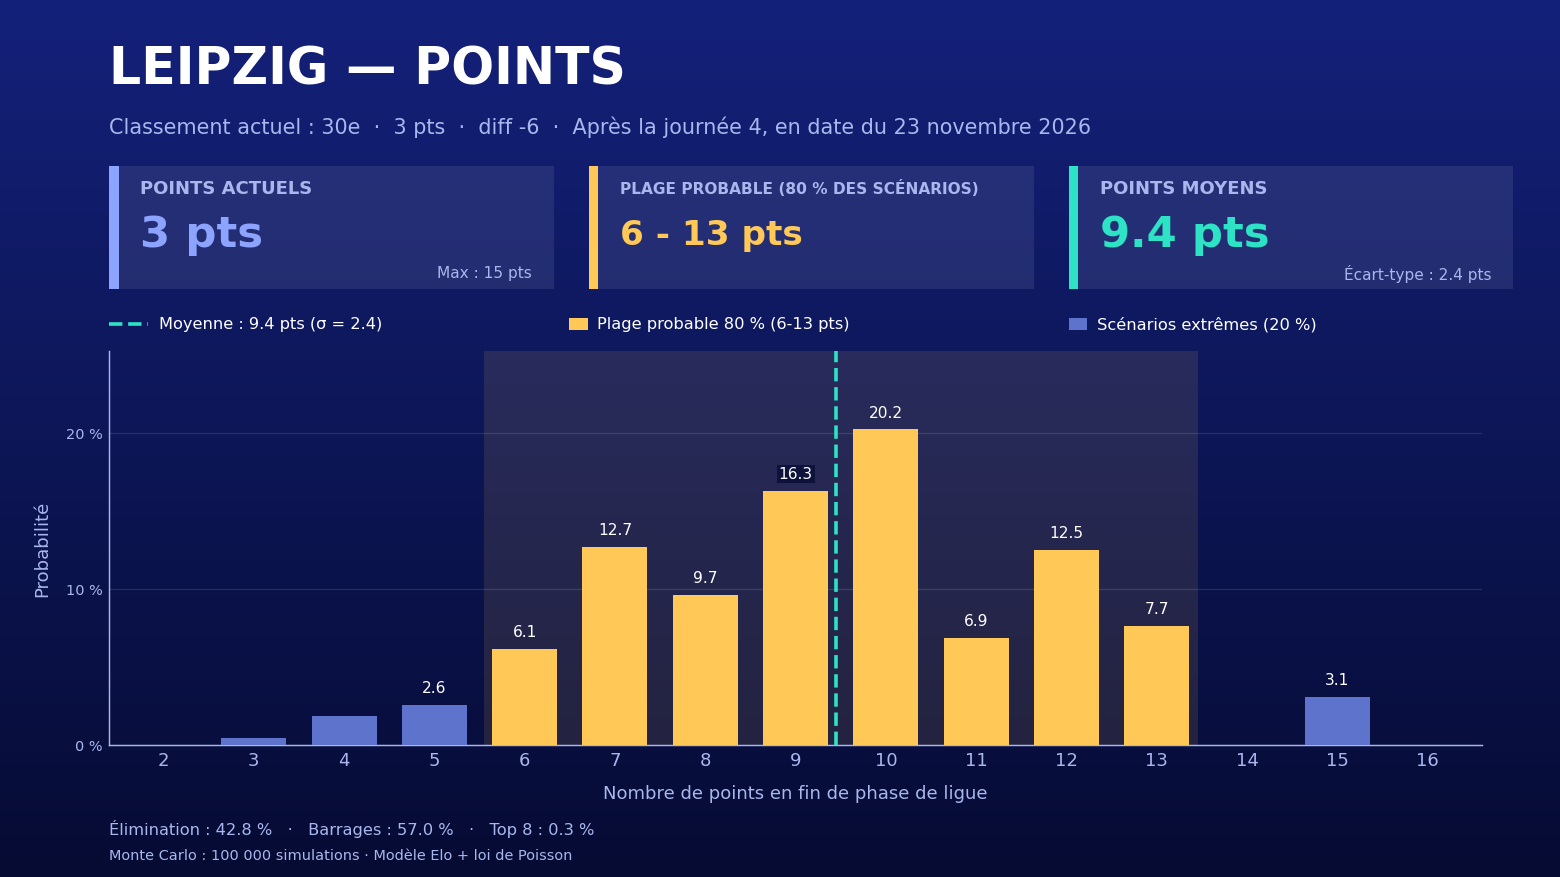 LEIPZIG — POINTS
Classement actuel : 30e · 3 pts · diff -6 · Après la journée 4, en date du 23 novembre 2026
POINTS ACTUELS
3 pts
Max : 15 pts
PLAGE PROBABLE (80 % DES SCÉNARIOS)
6 - 13 pts
POINTS MOYENS
9.4 pts
Écart-type : 2.4 pts
Moyenne : 9.4 pts (σ = 2.4)
Plage probable 80 % (6-13 pts)
Scénarios extrêmes (20 %)
Probabilité
20 %
10 %
0 %
2.6
6.1
12.7
9.7
16.3
20.2
6.9
12.5
7.7
3.1
2 3 4 5 6 7 8 9 10 11 12 13 14 15 16
Nombre de points en fin de phase de ligue
Élimination : 42.8 % · Barrages : 57.0 % · Top 8 : 0.3 %
Monte Carlo : 100 000 simulations · Modèle Elo + loi de Poisson